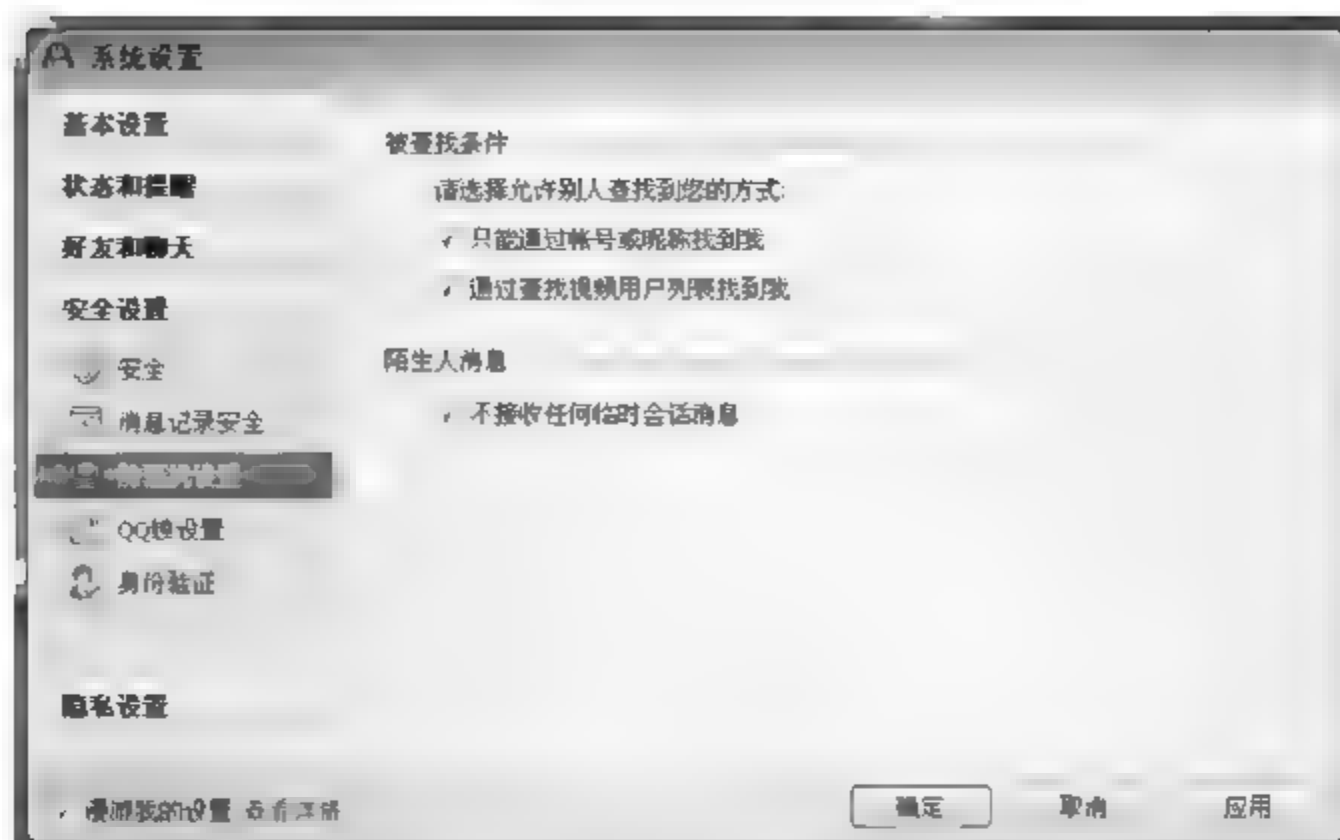 系统设置
基本设置
状态和提醒
好友和聊天
安全设置
安全
消息记录安全
QQ锁设置
身份验证
隐私设置
漫游我的设置 查看详情
被查找条件
请选择允许别人查找到您的方式:
只能通过帐号或昵称找到我
通过查找视频用户列表找到我
陌生人消息
不接收任何临时会话消息
确定
取消
应用